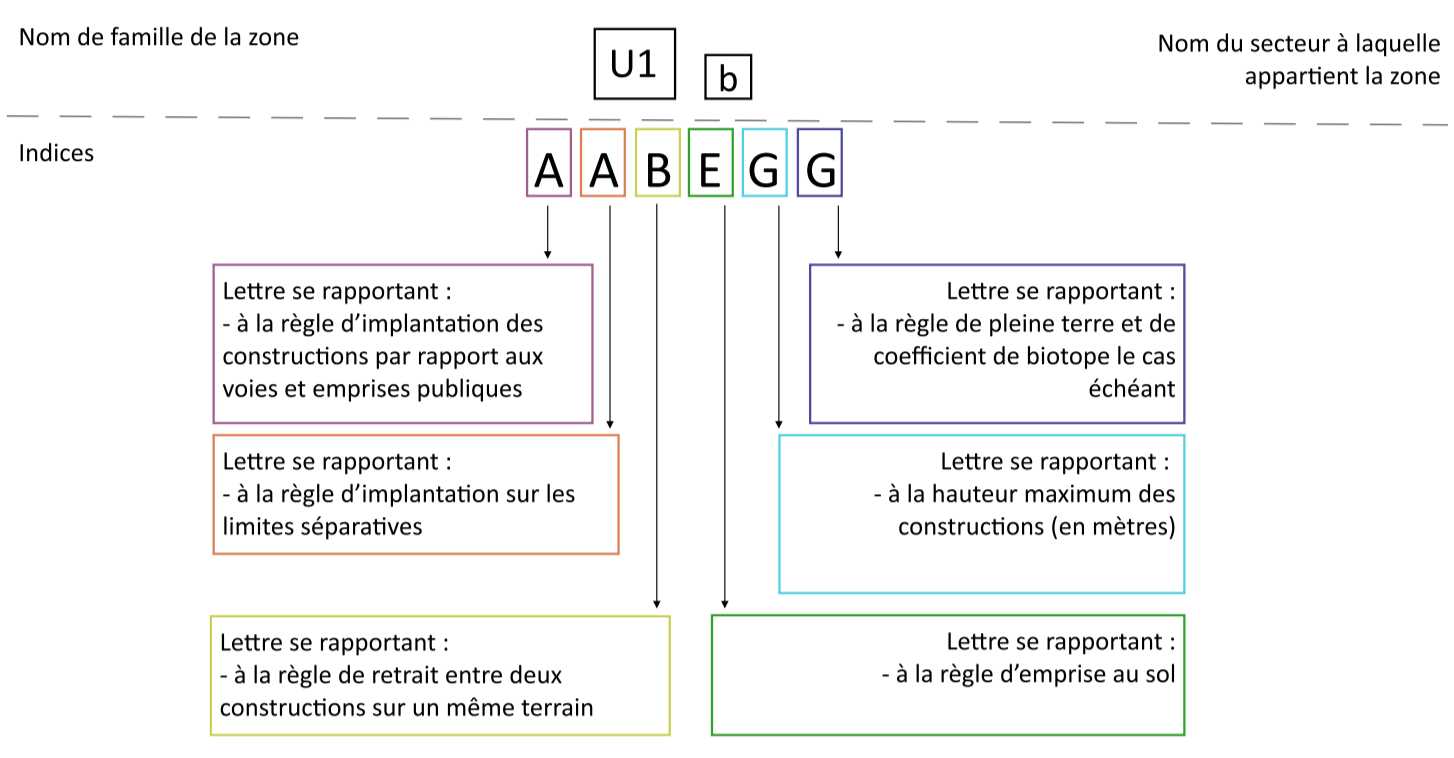 Nom de famille de la zone
U1
b
Nom du secteur à laquelle
appartient la zone
Indices
A A B E G G
Lettre se rapportant :
- à la règle d’implantation des
constructions par rapport aux
voies et emprises publiques
Lettre se rapportant :
- à la règle de pleine terre et de
coefficient de biotope le cas
échéant
Lettre se rapportant :
- à la règle d’implantation sur les
limites séparatives
Lettre se rapportant :
- à la hauteur maximum des
constructions (en mètres)
Lettre se rapportant :
- à la règle de retrait entre deux
constructions sur un même terrain
Lettre se rapportant :
- à la règle d’emprise au sol